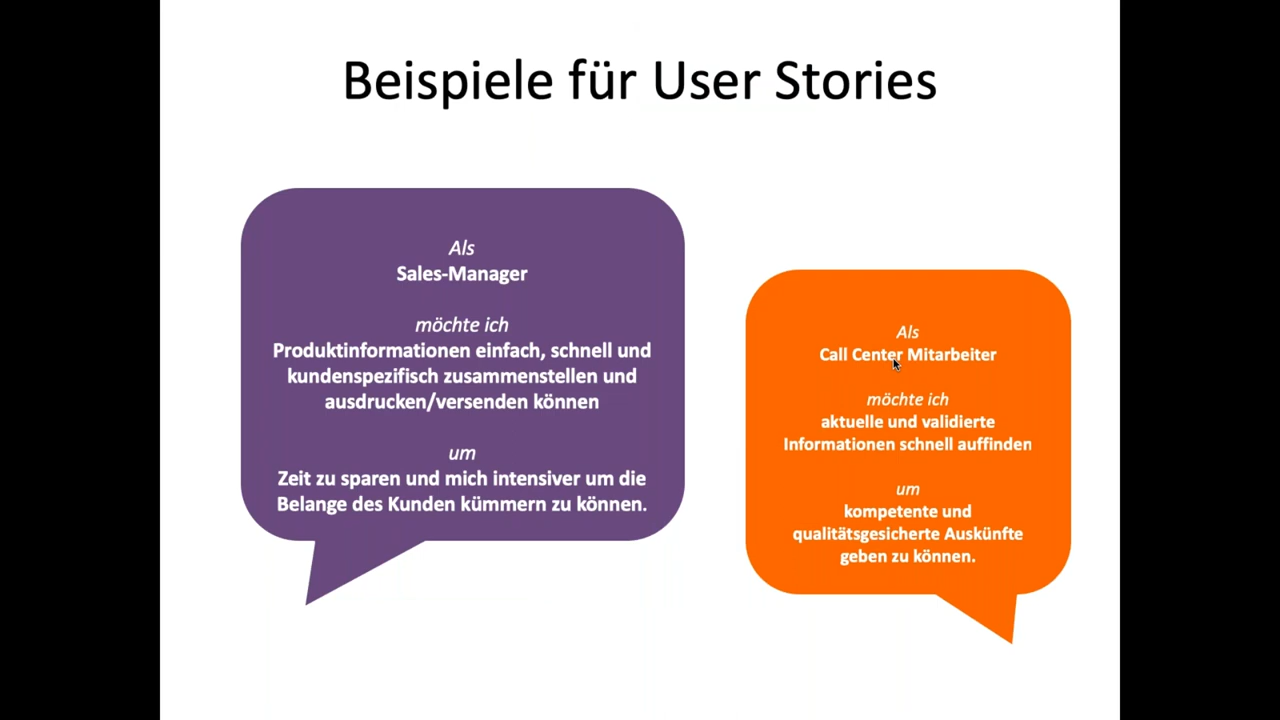 Beispiele für User Stories
Als
Sales-Manager
möchte ich
Produktinformationen einfach, schnell und
kundenspezifisch zusammenstellen und
ausdrucken/versenden können
um
Zeit zu sparen und mich intensiver um die
Belange des Kunden kümmern zu können.
Als
Call Center Mitarbeiter
möchte ich
aktuelle und validierte
Informationen schnell auffinden
um
kompetente und
qualitätsgesicherte Auskünfte
geben zu können.